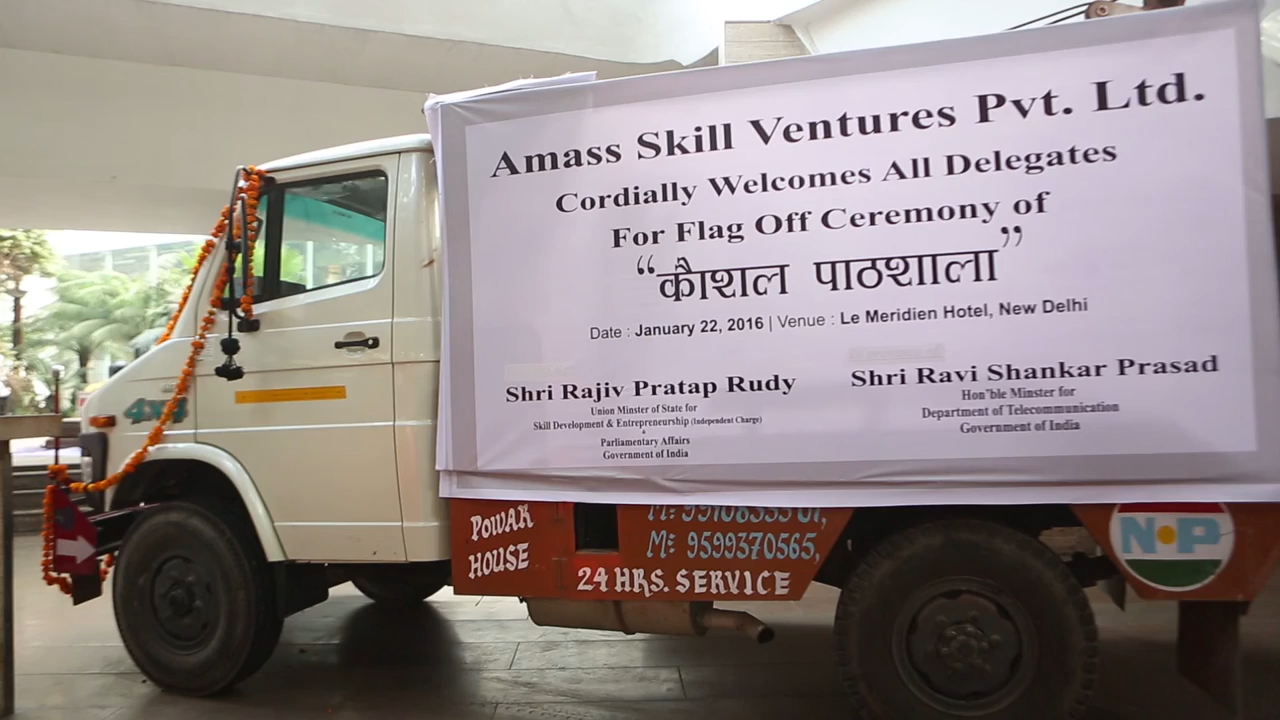 Amass Skill Ventures Pvt. Ltd.
Cordially Welcomes All Delegates
For Flag Off Ceremony of
“कौशल पाठशाला”
Date : January 22, 2016 | Venue : Le Meridien Hotel, New Delhi
Shri Rajiv Pratap Rudy
Union Minster of State for
Skill Development & Entrepreneurship (Independent Charge)
&
Parliamentary Affairs
Government of India
Shri Ravi Shankar Prasad
Hon'ble Minster for
Department of Telecommunication
Government of India
4x4
POWAR
HOUSE
M: 9599370565,
24 HRS. SERVICE
N P